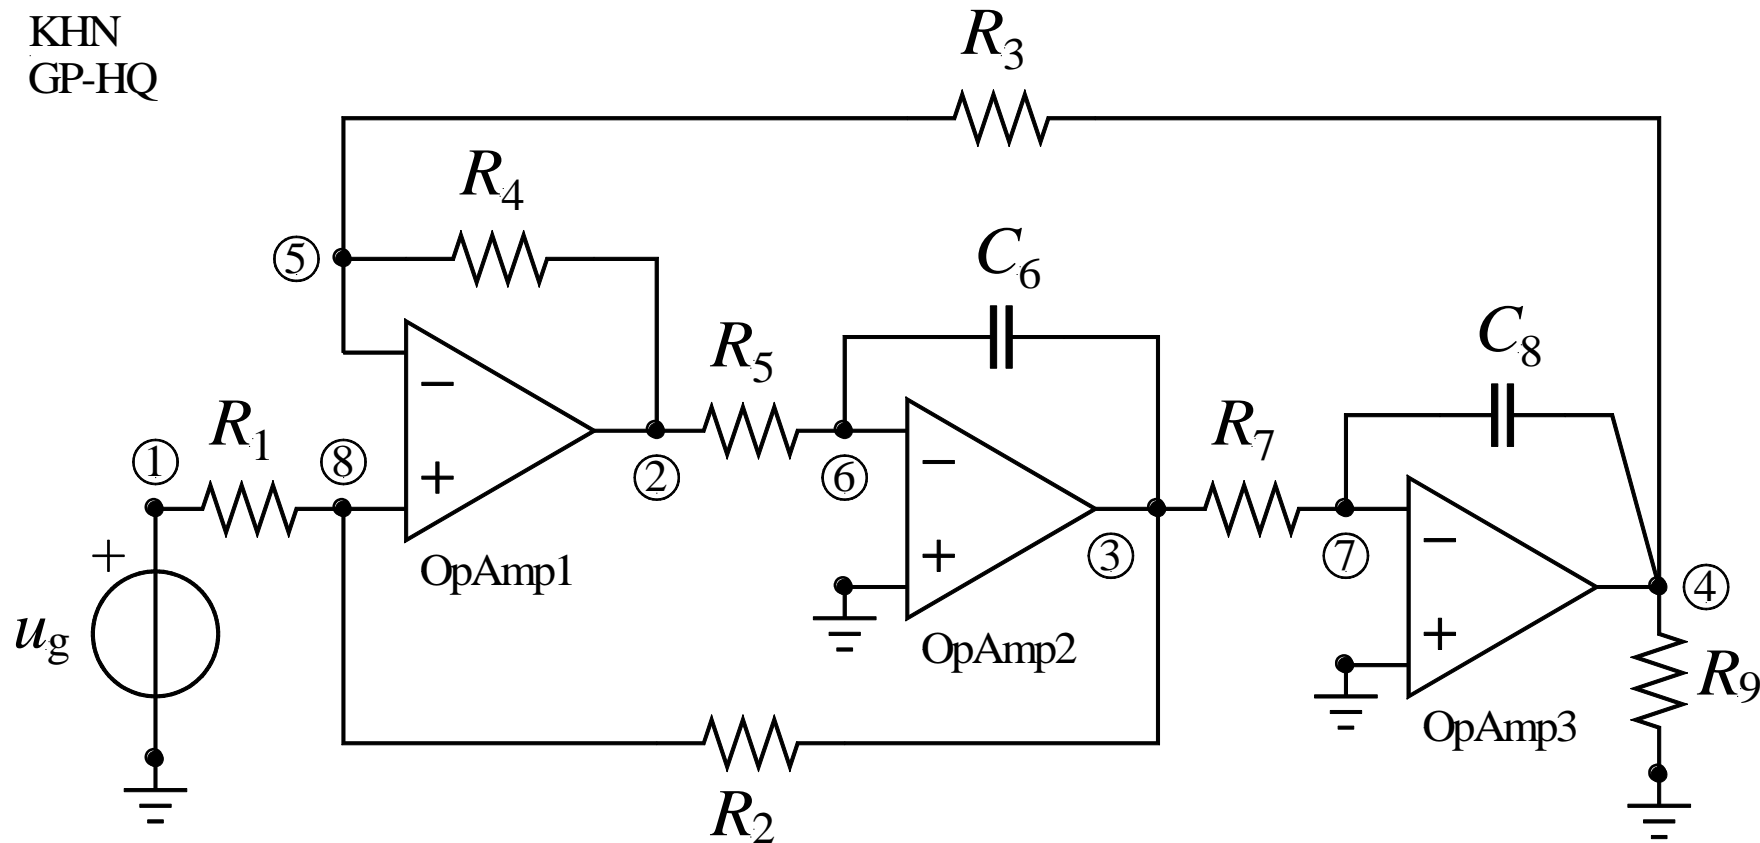 KHN
GP-HQ
R3
R4
5
C6
R5
C8
R1
R7
1
8
2
6
3
7
4
−
+
−
+
−
+
+
OpAmp1
OpAmp2
OpAmp3
ug
R9
R2